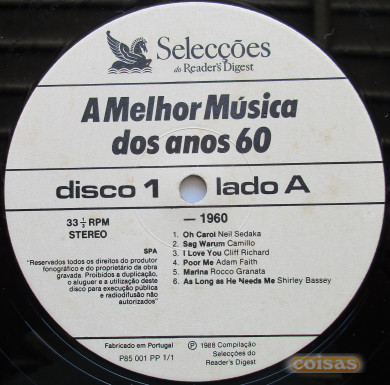 Selecções
do Reader's Digest
A Melhor Música
dos anos 60
disco 1 lado A
33 1/3 RPM
STEREO
SPA
"Reservados todos os direitos do produtor
fonográfico e do proprietário da obra
gravada. Proíbidos a duplicação,
o aluguer e a utilização deste
disco para execução pública
e radiodifusão não
autorizados"
— 1960
1. Oh Carol Neil Sedaka
2. Sag Warum Camillo
3. I Love You Cliff Richard
4. Poor Me Adam Faith
5. Marina Rocco Granata
6. As Long as He Needs Me Shirley Bassey
Fabricado em Portugal
P85 001 PP 1/1
Ⓟ 1988 Compilação
Selecções do
Reader's Digest
coisas